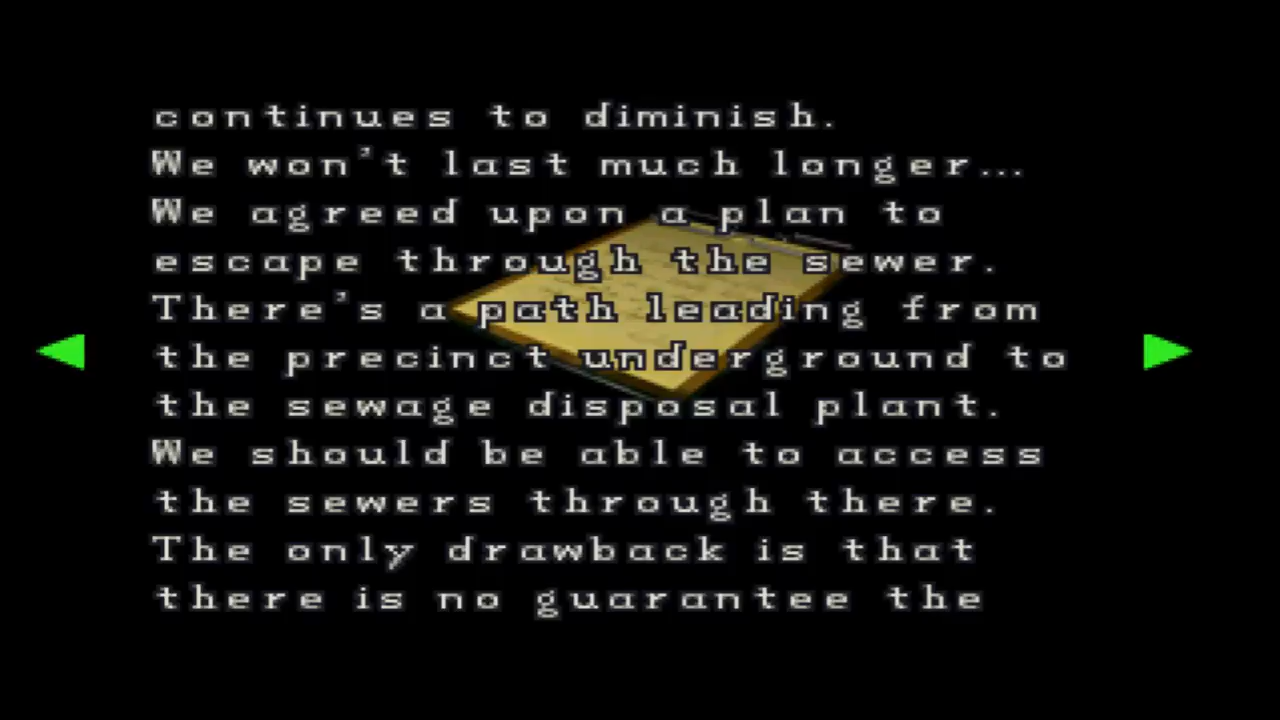 continues to diminish.
We won't last much longer...
We agreed upon a plan to
escape through the sewer.
There's a path leading from
the precinct underground to
the sewage disposal plant.
We should be able to access
the sewers through there.
The only drawback is that
there is no guarantee the